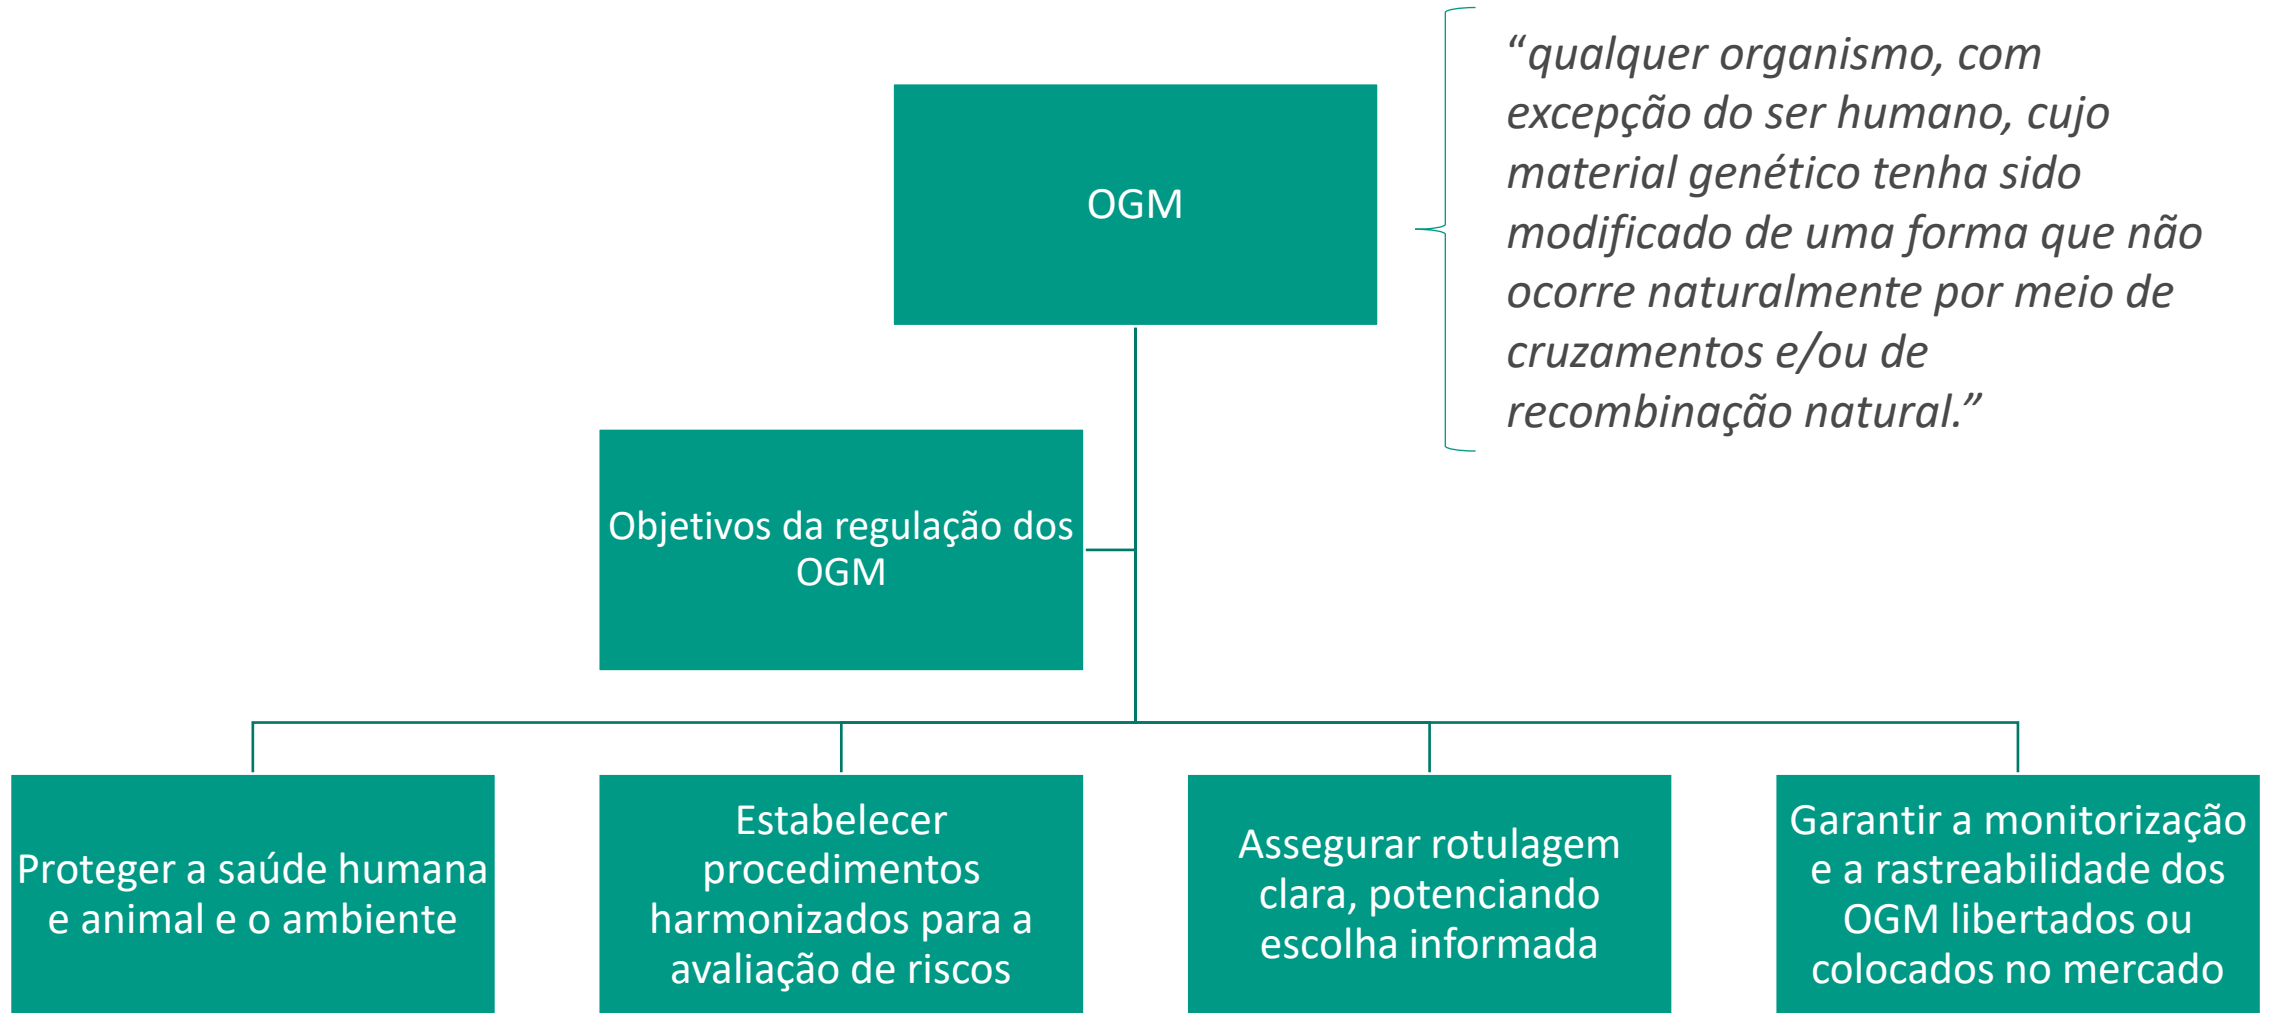 OGM
“qualquer organismo, com
excepção do ser humano, cujo
material genético tenha sido
modificado de uma forma que não
ocorre naturalmente por meio de
cruzamentos e/ou de
recombinação natural.”
Objetivos da regulação dos
OGM
Proteger a saúde humana
e animal e o ambiente
Estabelecer
procedimentos
harmonizados para a
avaliação de riscos
Assegurar rotulagem
clara, potenciando
escolha informada
Garantir a monitorização
e a rastreabilidade dos
OGM libertados ou
colocados no mercado